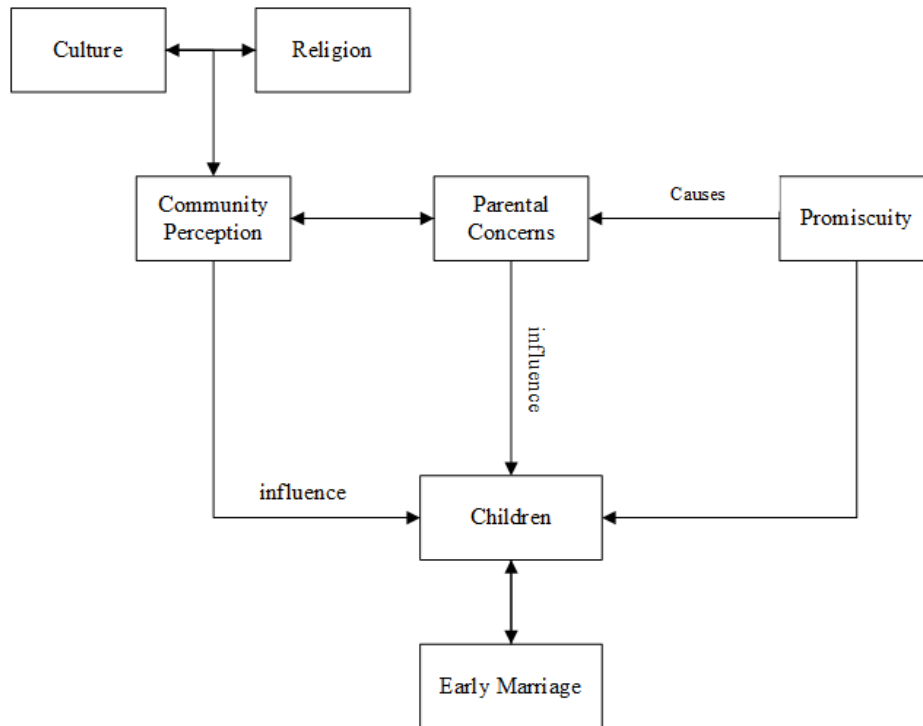 Culture
Religion
Community
Perception
Parental
Concerns
Causes
Promiscuity
influence
influence
Children
Early Marriage